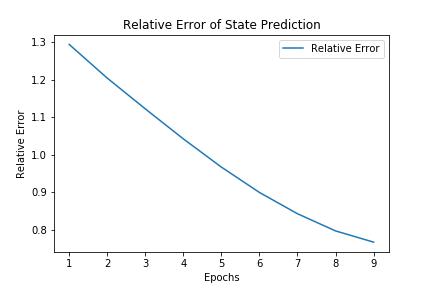 Relative Error of State Prediction
Relative Error
1.3
1.2
1.1
1.0
0.9
0.8
Relative Error
1 2 3 4 5 6 7 8 9
Epochs